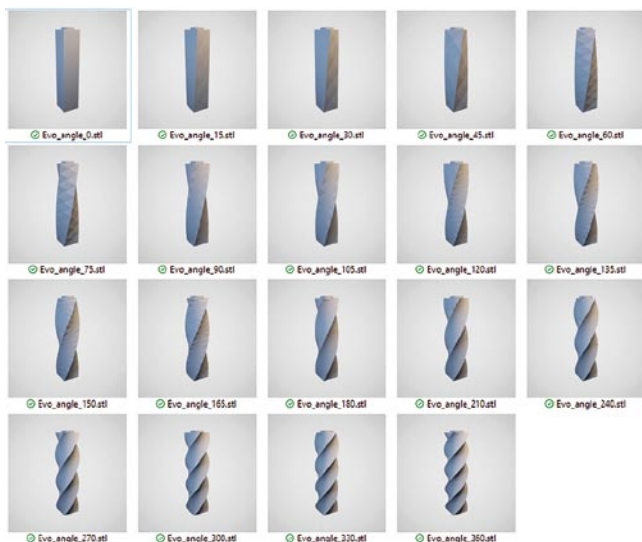 Evo_angle_0.stl
Evo_angle_15.stl
Evo_angle_30.stl
Evo_angle_45.stl
Evo_angle_60.stl
Evo_angle_75.stl
Evo_angle_90.stl
Evo_angle_105.stl
Evo_angle_120.stl
Evo_angle_135.stl
Evo_angle_150.stl
Evo_angle_165.stl
Evo_angle_180.stl
Evo_angle_210.stl
Evo_angle_240.stl
Evo_angle_270.stl
Evo_angle_300.stl
Evo_angle_330.stl
Evo_angle_360.stl